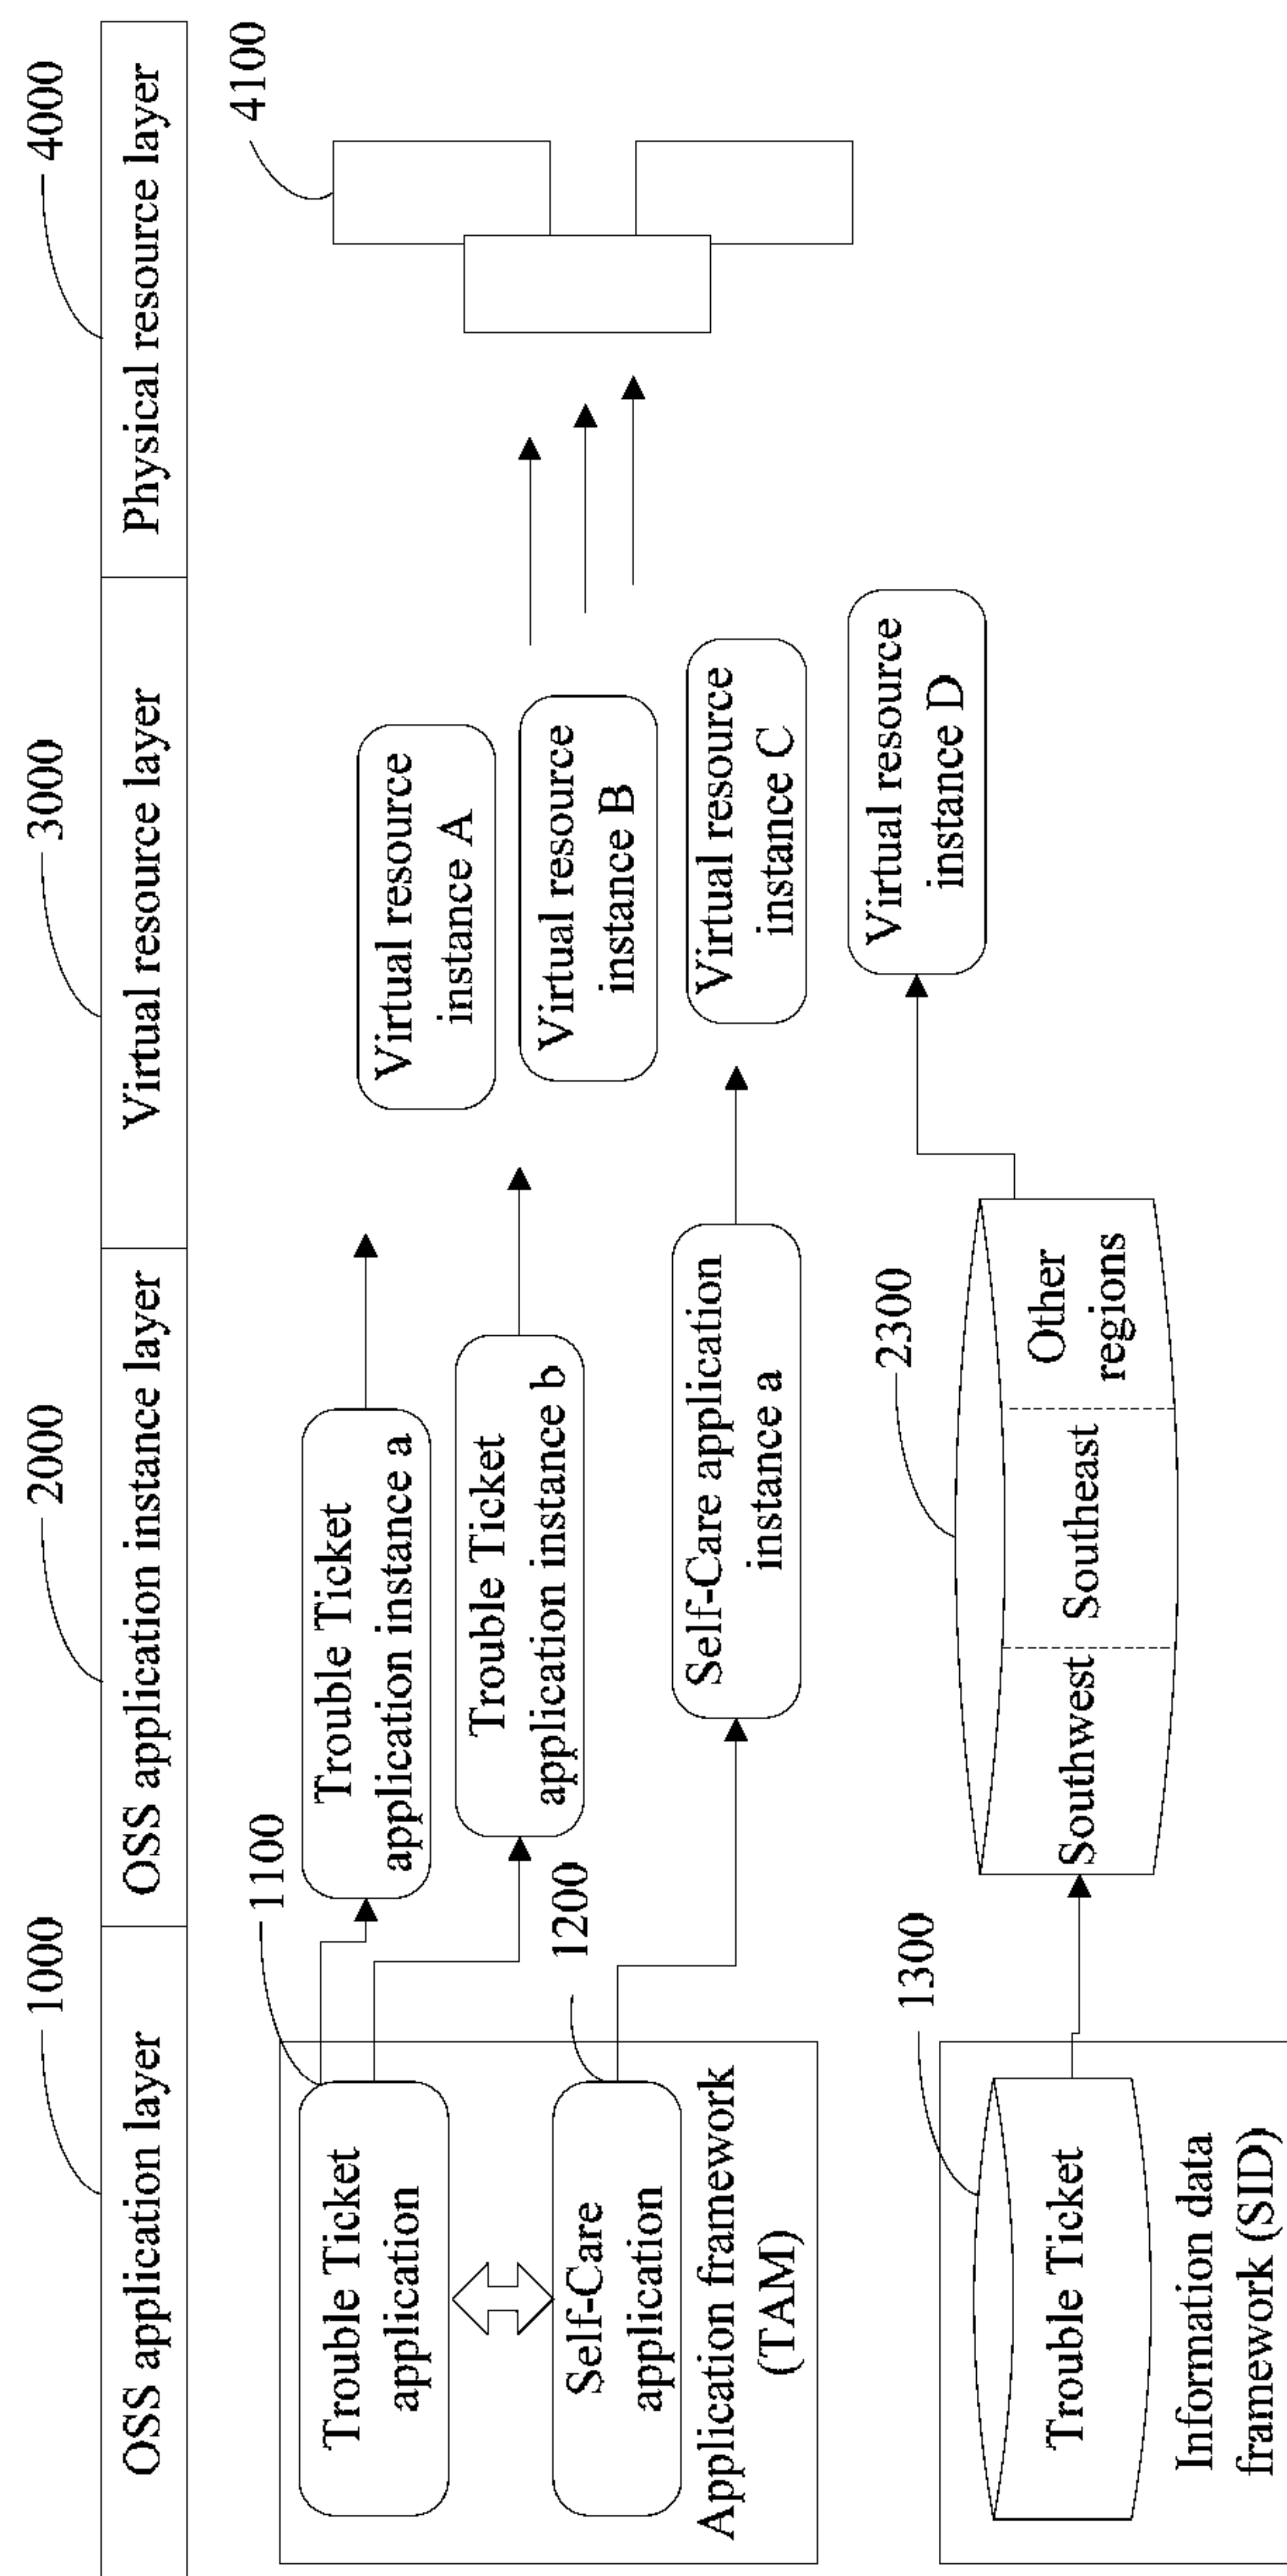 1000
2000
3000
4000
OSS application layer
OSS application instance layer
Virtual resource layer
Physical resource layer
1100
4100
Trouble Ticket
application
Trouble Ticket
application instance a
Virtual resource
instance A
Trouble Ticket
application instance b
Virtual resource
instance B
1200
Self-Care
application
Self-Care application
instance a
Virtual resource
instance C
Application framework
(TAM)
1300
2300
Virtual resource
instance D
Trouble Ticket
Southwest
Southeast
Other
regions
Information data
framework (SID)